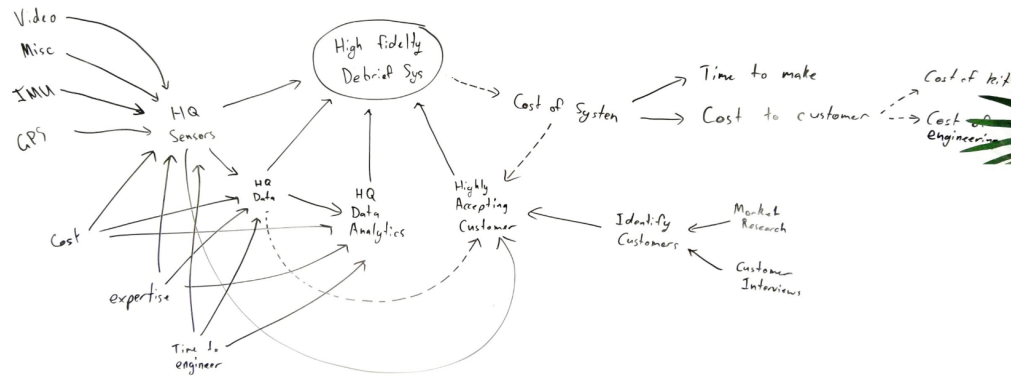 Video
Misc
IMU
GPS
HQ
Sensors
High fidelty
Debrief Sys
Cost of System
Time to make
Cost to customer
Cost of kit
Cost of
engineering
HQ
Data
HQ
Data
Analytics
Highly
Accepting
Customer
Identify
Customers
Market
Research
Customer
Interviews
Cost
expertise
Time to
engineer